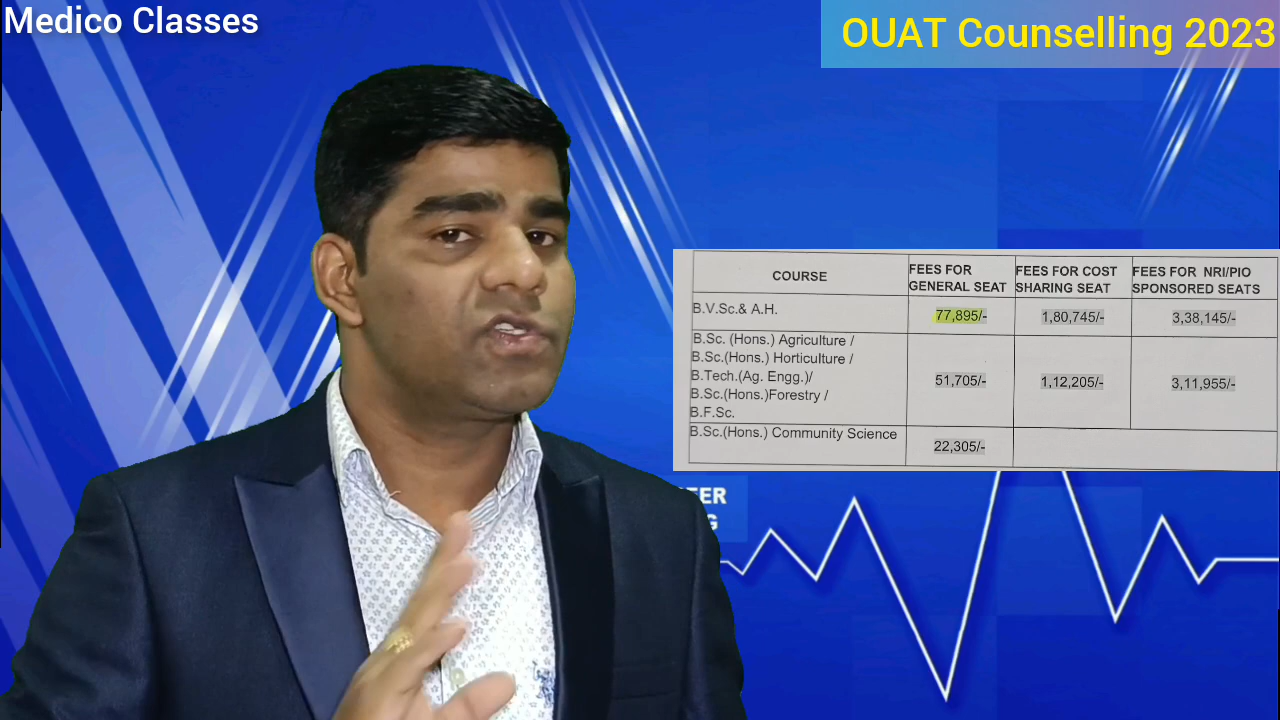 Medico Classes
OUAT Counselling 2023
COURSE
FEES FOR
GENERAL SEAT
FEES FOR COST
SHARING SEAT
FEES FOR NRI/PIO
SPONSORED SEATS
B.V.Sc.& A.H.
77,895/-
1,80,745/-
3,38,145/-
B.Sc. (Hons.) Agriculture /
B.Sc.(Hons.) Horticulture /
B.Tech.(Ag. Engg.)/
B.Sc.(Hons.)Forestry /
B.F.Sc.
51,705/-
1,12,205/-
3,11,955/-
B.Sc.(Hons.) Community Science
22,305/-